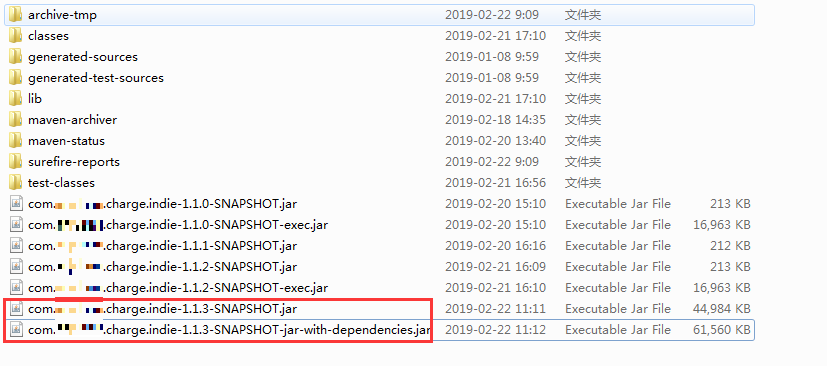 archive-tmp 2019-02-22 9:09 文件夹
classes 2019-02-21 17:10 文件夹
generated-sources 2019-01-08 9:59 文件夹
generated-test-sources 2019-01-08 9:59 文件夹
lib 2019-02-21 17:10 文件夹
maven-archiver 2019-02-18 14:35 文件夹
maven-status 2019-02-20 13:40 文件夹
surefire-reports 2019-02-22 9:09 文件夹
test-classes 2019-02-21 16:56 文件夹
com. .charge.indie-1.1.0-SNAPSHOT.jar 2019-02-20 15:10 Executable Jar File 213 KB
com. .charge.indie-1.1.0-SNAPSHOT-exec.jar 2019-02-20 15:10 Executable Jar File 16,963 KB
com. .charge.indie-1.1.1-SNAPSHOT.jar 2019-02-20 16:16 Executable Jar File 212 KB
com. .charge.indie-1.1.2-SNAPSHOT.jar 2019-02-21 16:09 Executable Jar File 213 KB
com. .charge.indie-1.1.2-SNAPSHOT-exec.jar 2019-02-21 16:10 Executable Jar File 16,963 KB
com. .charge.indie-1.1.3-SNAPSHOT.jar 2019-02-22 11:11 Executable Jar File 44,984 KB
com. .charge.indie-1.1.3-SNAPSHOT-jar-with-dependencies.jar 2019-02-22 11:12 Executable Jar File 61,560 KB